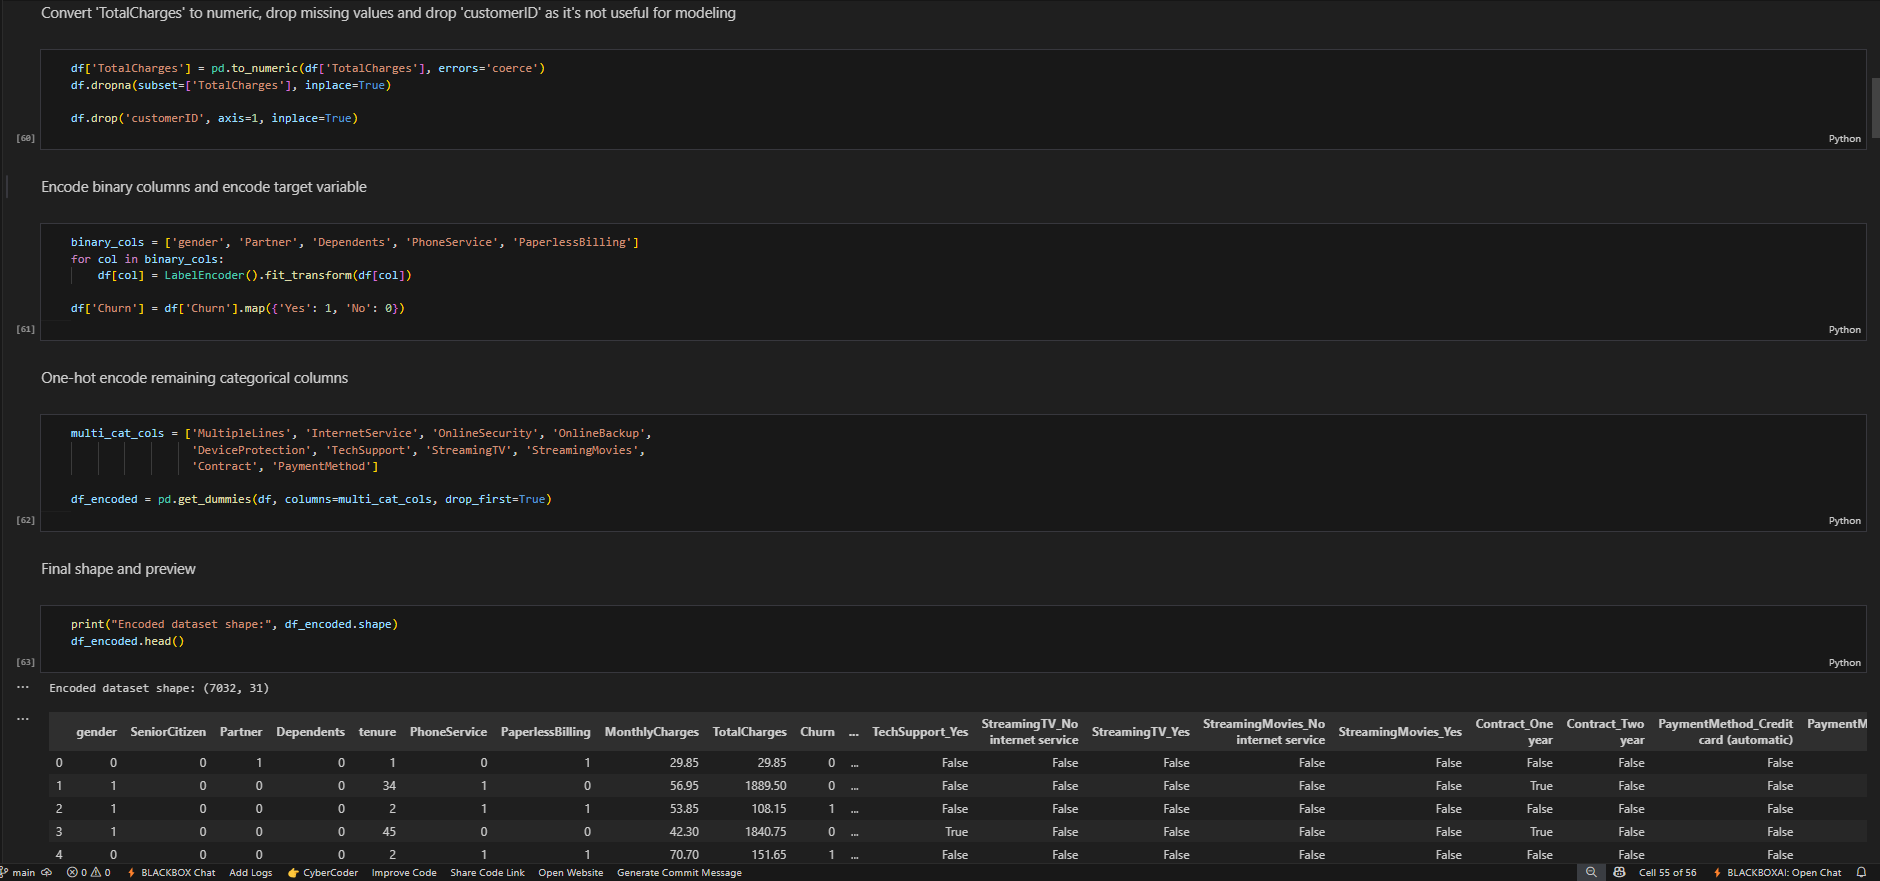 Convert 'TotalCharges' to numeric, drop missing values and drop 'customerID' as it's not useful for modeling
df['TotalCharges'] = pd.to_numeric(df['TotalCharges'], errors='coerce')
df.dropna(subset=['TotalCharges'], inplace=True)
df.drop('customerID', axis=1, inplace=True)
[60]
Python
Encode binary columns and encode target variable
binary_cols = ['gender', 'Partner', 'Dependents', 'PhoneService', 'PaperlessBilling']
for col in binary_cols:
    df[col] = LabelEncoder().fit_transform(df[col])
df['Churn'] = df['Churn'].map({'Yes': 1, 'No': 0})
[61]
Python
One-hot encode remaining categorical columns
multi_cat_cols = ['MultipleLines', 'InternetService', 'OnlineSecurity', 'OnlineBackup',
                  'DeviceProtection', 'TechSupport', 'StreamingTV', 'StreamingMovies',
                  'Contract', 'PaymentMethod']
df_encoded = pd.get_dummies(df, columns=multi_cat_cols, drop_first=True)
[62]
Python
Final shape and preview
print("Encoded dataset shape:", df_encoded.shape)
df_encoded.head()
[63]
Python
... Encoded dataset shape: (7032, 31)
...
gender SeniorCitizen Partner Dependents tenure PhoneService PaperlessBilling MonthlyCharges TotalCharges Churn ... TechSupport_Yes StreamingTV_No internet service StreamingTV_Yes StreamingMovies_No internet service StreamingMovies_Yes Contract_One year Contract_Two year PaymentMethod_Credit card (automatic) PaymentM
0 0 0 1 0 1 0 1 29.85 29.85 0 ... False False False False False False False False
1 1 0 0 0 34 1 0 56.95 1889.50 0 ... False False False False False True False False
2 1 0 0 0 2 1 1 53.85 108.15 1 ... False False False False False False False False
3 1 0 0 0 45 0 0 42.30 1840.75 0 ... True False False False False True False False
4 0 0 0 0 2 1 1 70.70 151.65 1 ... False False False False False False False False
main 0 0 BLACKBOX Chat Add Logs CyberCoder Improve Code Share Code Link Open Website Generate Commit Message Cell 55 of 56 BLACKBOXAI: Open Chat